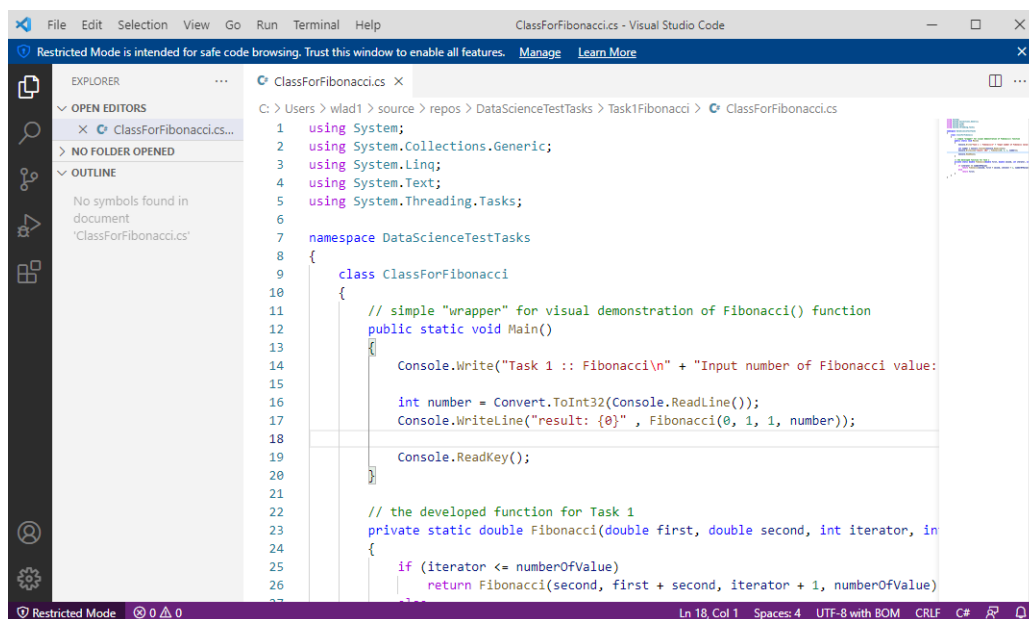 File Edit Selection View Go Run Terminal Help ClassForFibonacci.cs - Visual Studio Code
Restricted Mode is intended for safe code browsing. Trust this window to enable all features. Manage Learn More
EXPLORER ...
ClassForFibonacci.cs
OPEN EDITORS
ClassForFibonacci.cs...
NO FOLDER OPENED
OUTLINE
No symbols found in
document
'ClassForFibonacci.cs'
C: > Users > wlad1 > source > repos > DataScienceTestTasks > Task1Fibonacci > ClassForFibonacci.cs
1 using System;
2 using System.Collections.Generic;
3 using System.Linq;
4 using System.Text;
5 using System.Threading.Tasks;
6
7 namespace DataScienceTestTasks
8 {
9 class ClassForFibonacci
10 {
11 // simple "wrapper" for visual demonstration of Fibonacci() function
12 public static void Main()
13 {
14 Console.Write("Task 1 :: Fibonacci\n" + "Input number of Fibonacci value:
15
16 int number = Convert.ToInt32(Console.ReadLine());
17 Console.WriteLine("result: {0}" , Fibonacci(0, 1, 1, number));
18
19 Console.ReadKey();
20 }
21
22 // the developed function for Task 1
23 private static double Fibonacci(double first, double second, int iterator, in
24 {
25 if (iterator <= numberOfValue)
26 return Fibonacci(second, first + second, iterator + 1, numberOfValue)
27 else
Restricted Mode 0 0 Ln 18, Col 1 Spaces: 4 UTF-8 with BOM CRLF C#